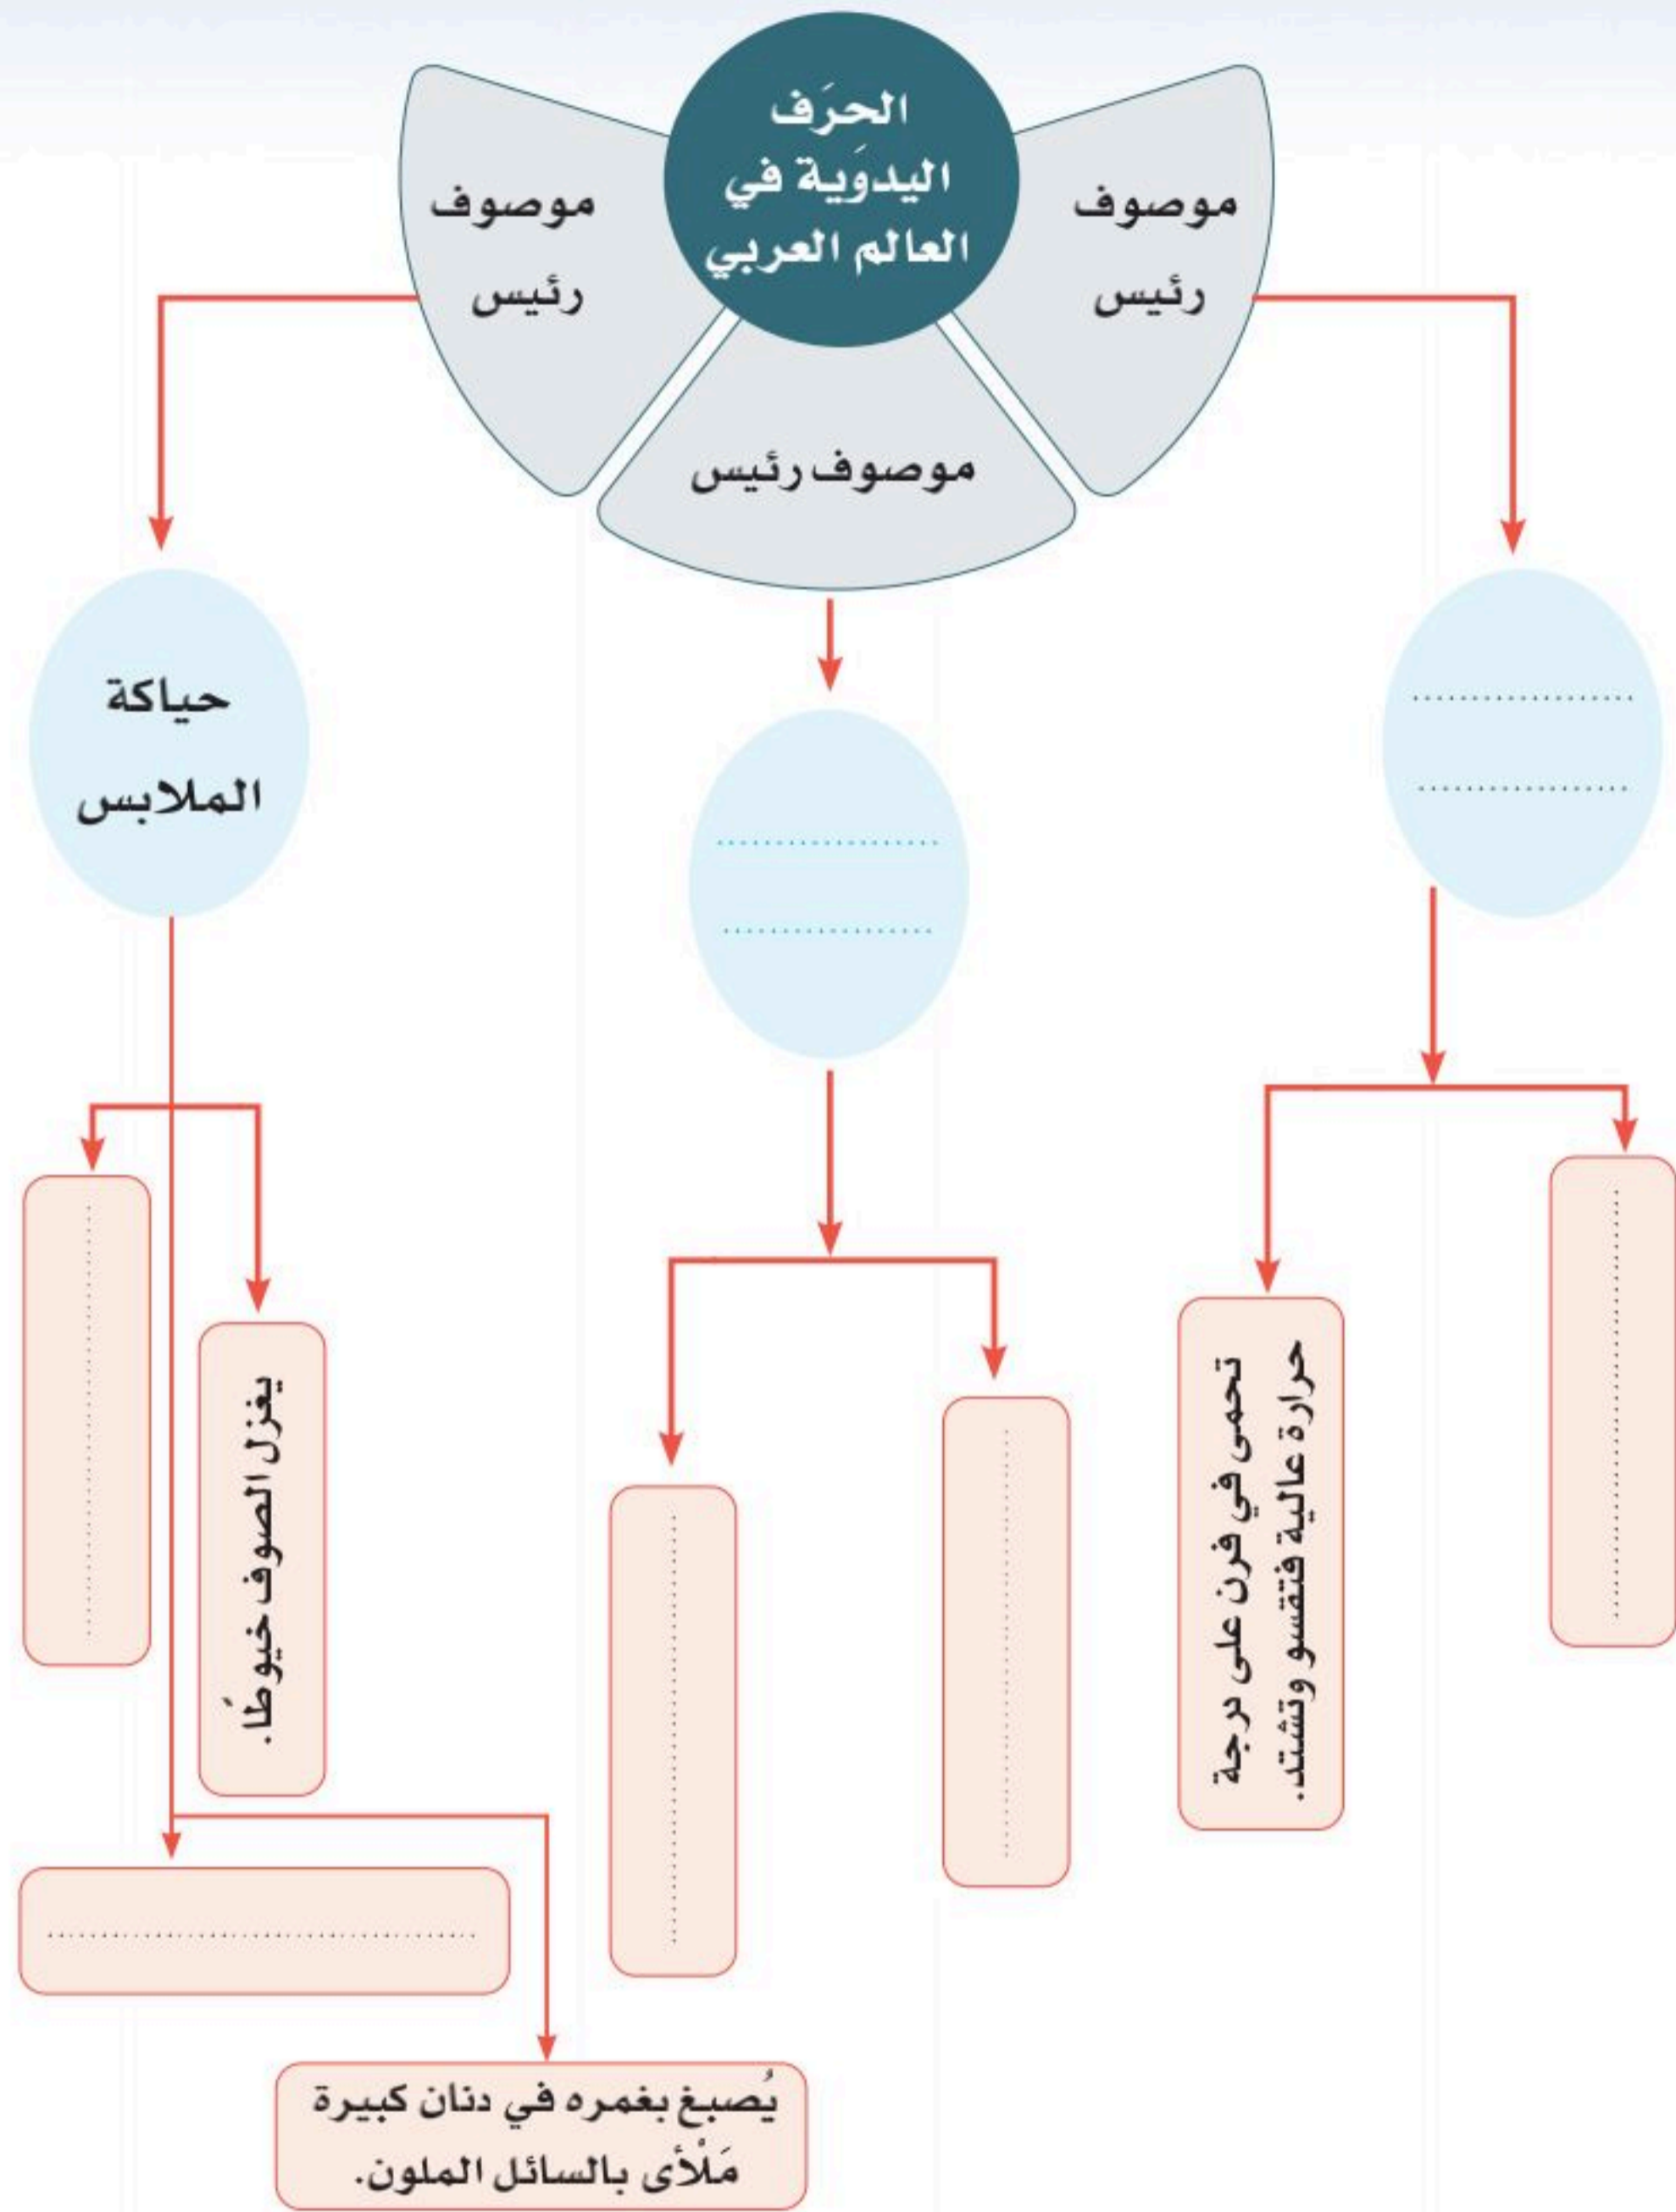 الحرَف
اليدوَية في
العالم العربي
موصوف
رئيس
موصوف رئيس
موصوف
رئيس
حياكة
الملابس
تحمى في فرن على درجة
حرارة عالية فتقسو وتشتد.
يغزل الصوف خيوطًا.
يُصبغ بغمره في دنان كبيرة
مَلْأى بالسائل الملون.